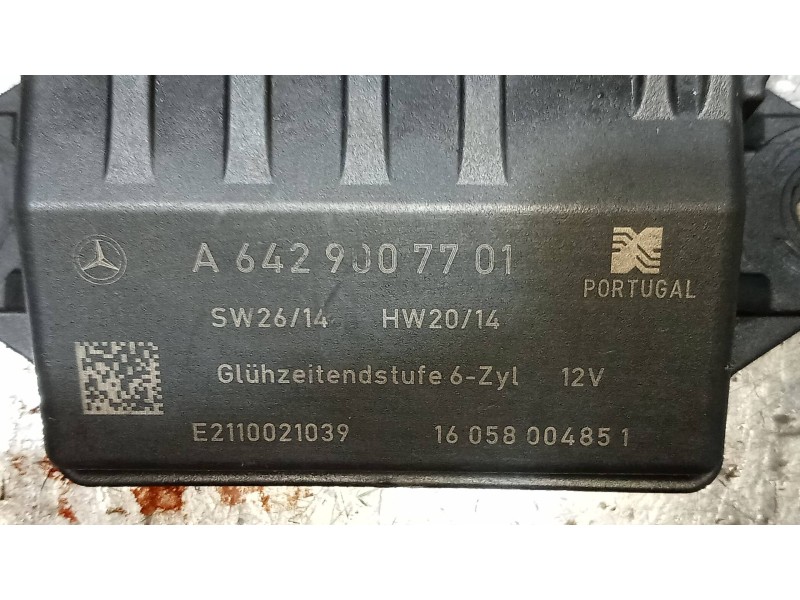 A 642 900 77 01
PORTUGAL
SW26/14 HW20/14
Glühzeitendstufe 6-Zyl 12V
E2110021039 16 058 00485 1